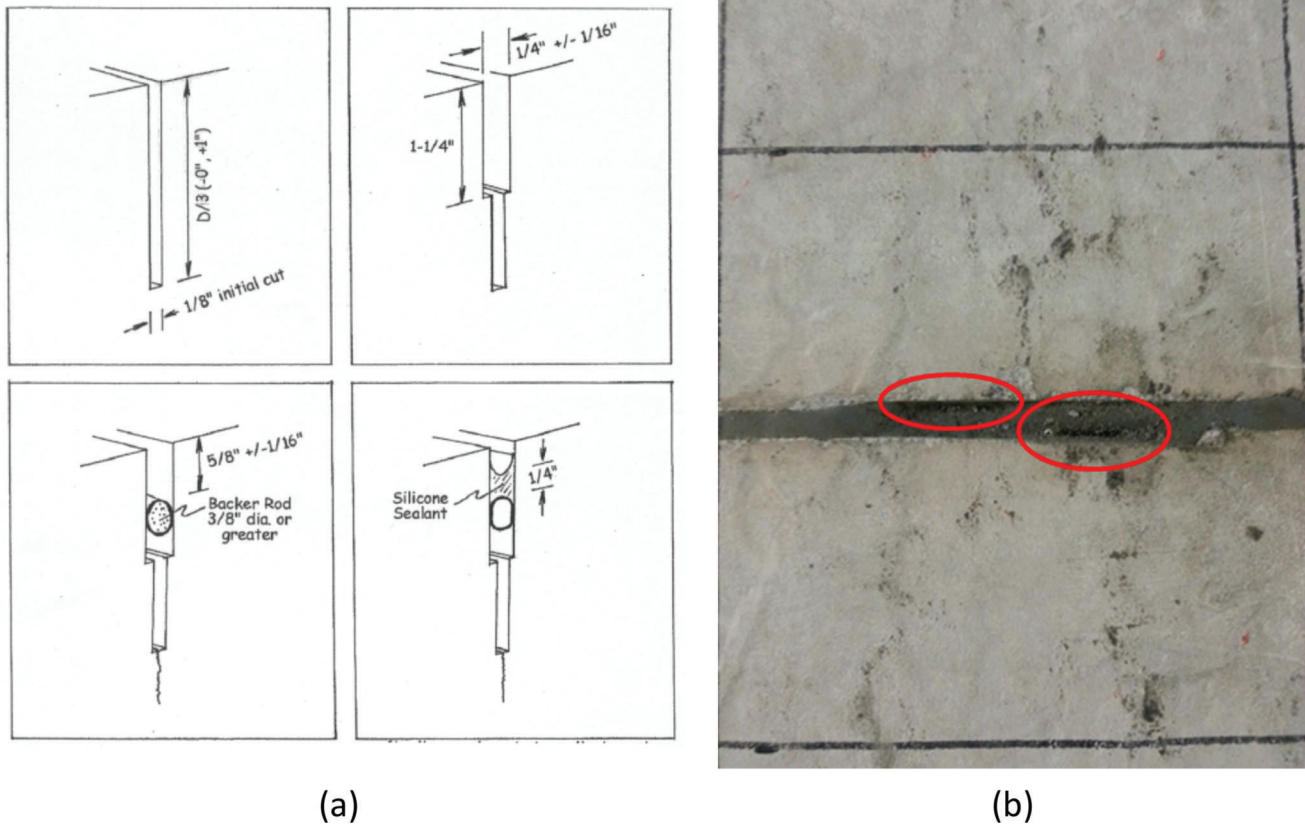 D/3 (-0", +1")
1/8" initial cut
1/4" +/- 1/16"
1-1/4"
5/8" +/-1/16"
Backer Rod
3/8" dia. or
greater
1/4"
Silicone
Sealant
(a)
(b)